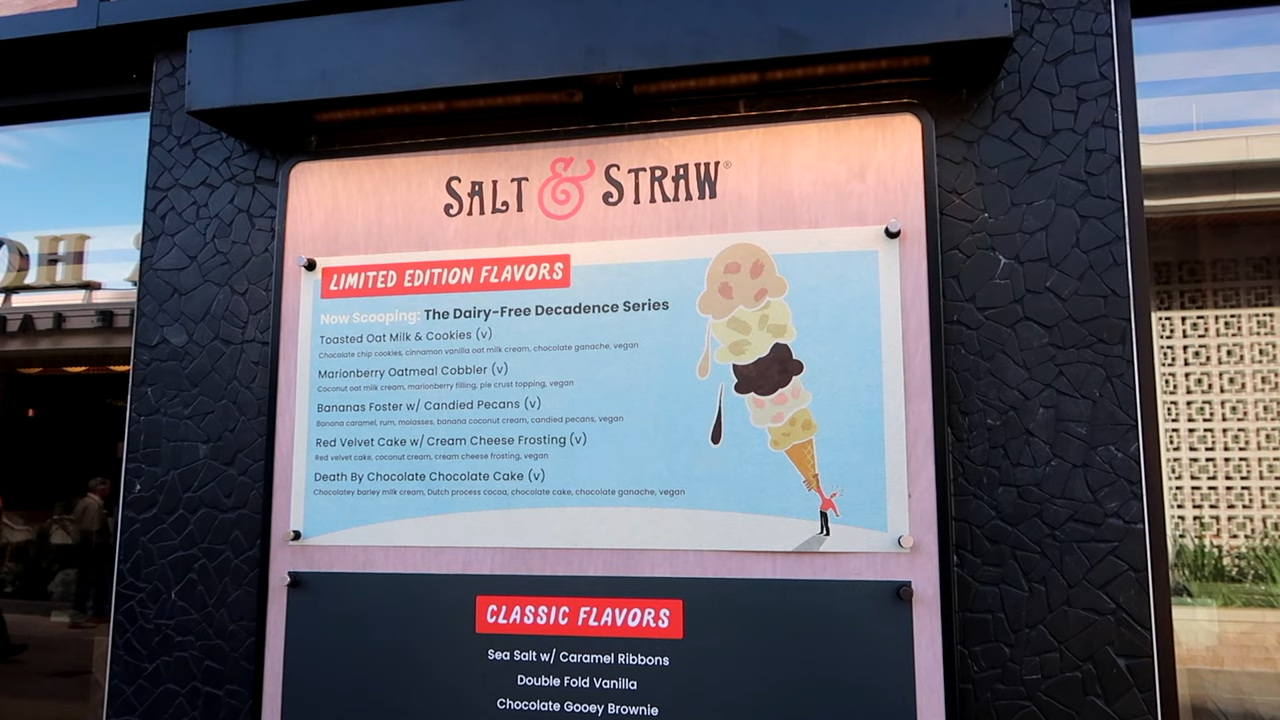 SALT & STRAW®
LIMITED EDITION FLAVORS
Now Scooping: The Dairy-Free Decadence Series
Toasted Oat Milk & Cookies (v)
Chocolate chip cookies, cinnamon vanilla oat milk cream, chocolate ganache, vegan
Marionberry Oatmeal Cobbler (v)
Coconut oat milk cream, marionberry filling, pie crust topping, vegan
Bananas Foster w/ Candied Pecans (v)
Banana caramel, rum, molasses, banana coconut cream, candied pecans, vegan
Red Velvet Cake w/ Cream Cheese Frosting (v)
Red velvet cake, coconut cream, cream cheese frosting, vegan
Death By Chocolate Chocolate Cake (v)
Chocolatey barley milk cream, Dutch process cocoa, chocolate cake, chocolate ganache, vegan
CLASSIC FLAVORS
Sea Salt w/ Caramel Ribbons
Double Fold Vanilla
Chocolate Gooey Brownie